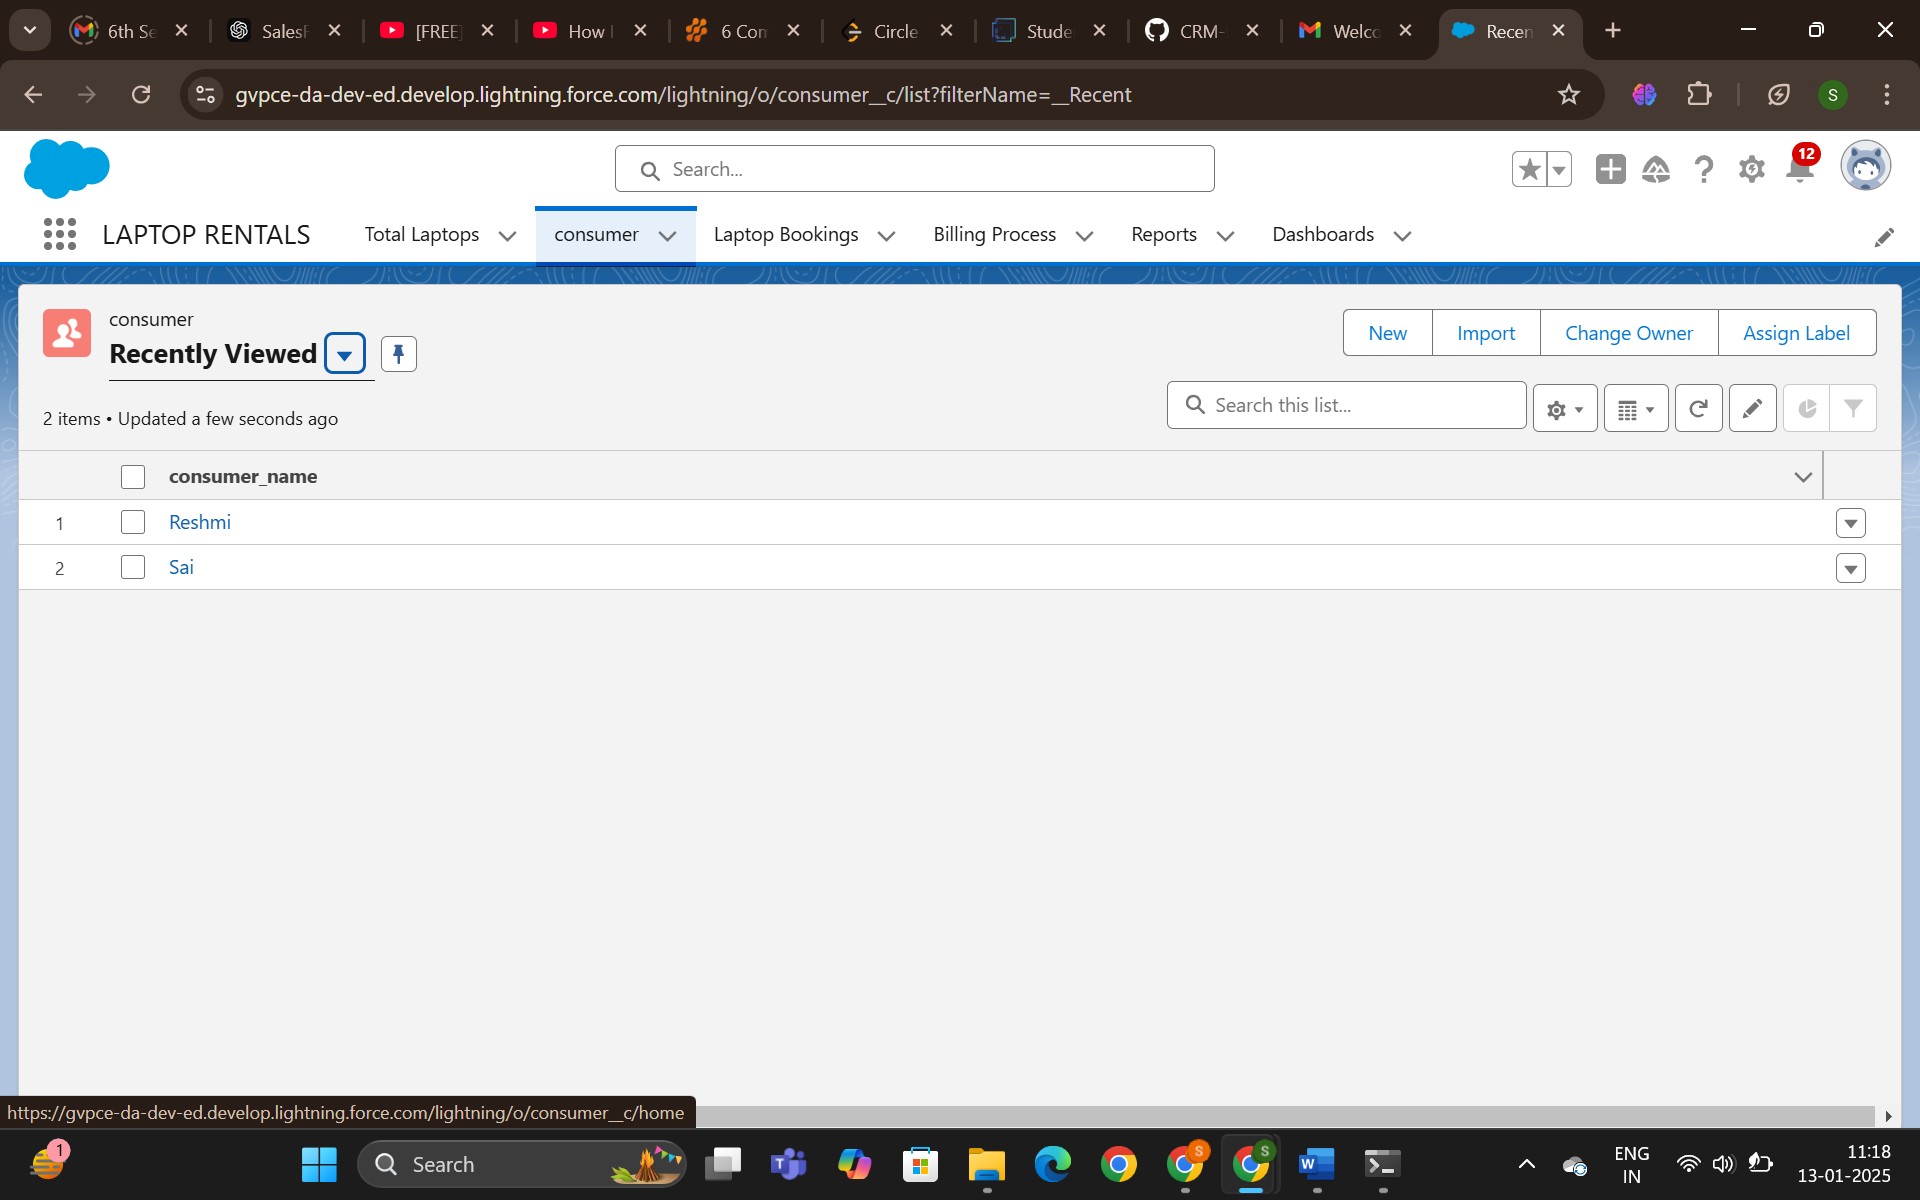 6th Se
SalesF
[FREE]
How I
6 Com
Circle
Stude
CRM-
Welco
Recen
gvpce-da-dev-ed.develop.lightning.force.com/lightning/o/consumer__c/list?filterName=__Recent
S
Search...
12
LAPTOP RENTALS
Total Laptops
consumer
Laptop Bookings
Billing Process
Reports
Dashboards
consumer
Recently Viewed
New
Import
Change Owner
Assign Label
2 items • Updated a few seconds ago
Search this list...
consumer_name
1
Reshmi
2
Sai
https://gvpce-da-dev-ed.develop.lightning.force.com/lightning/o/consumer__c/home
1
Search
T
S
S
W
ENG
IN
11:18
13-01-2025